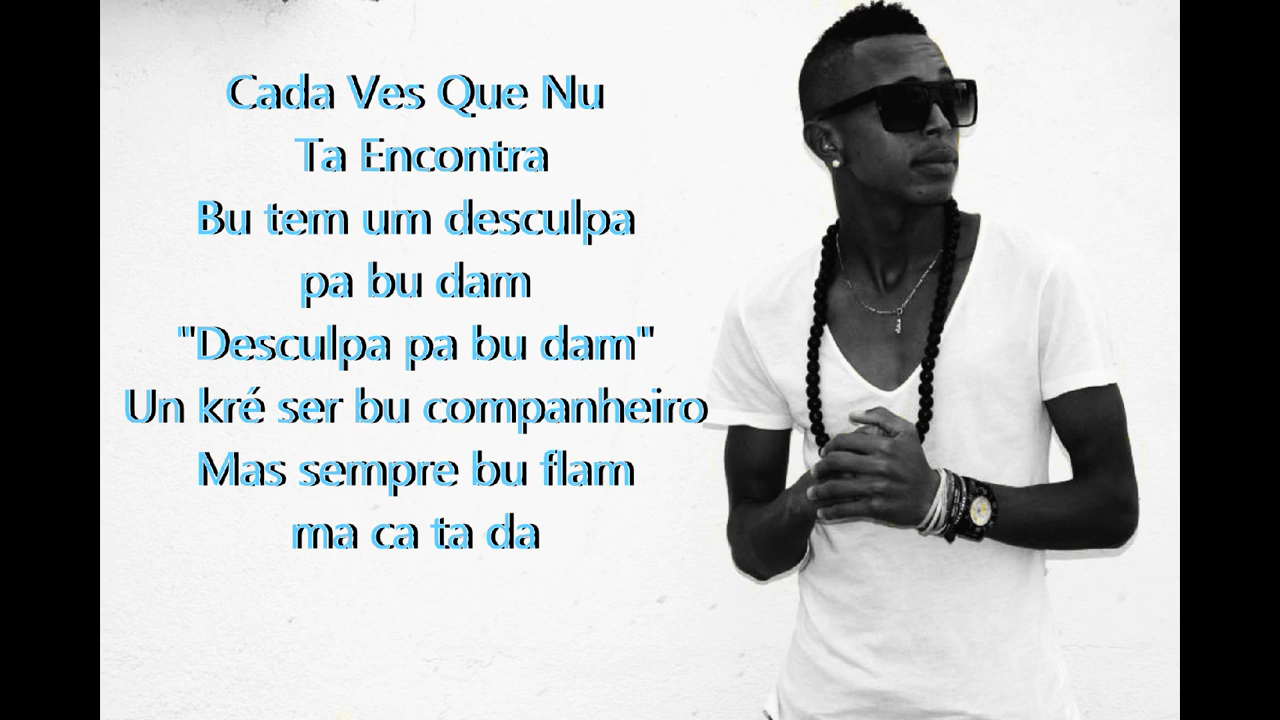 Cada Ves Que Nu
Ta Encontra
Bu tem um desculpa
pa bu dam
"Desculpa pa bu dam"
Un kré ser bu companheiro
Mas sempre bu flam
ma ca ta da